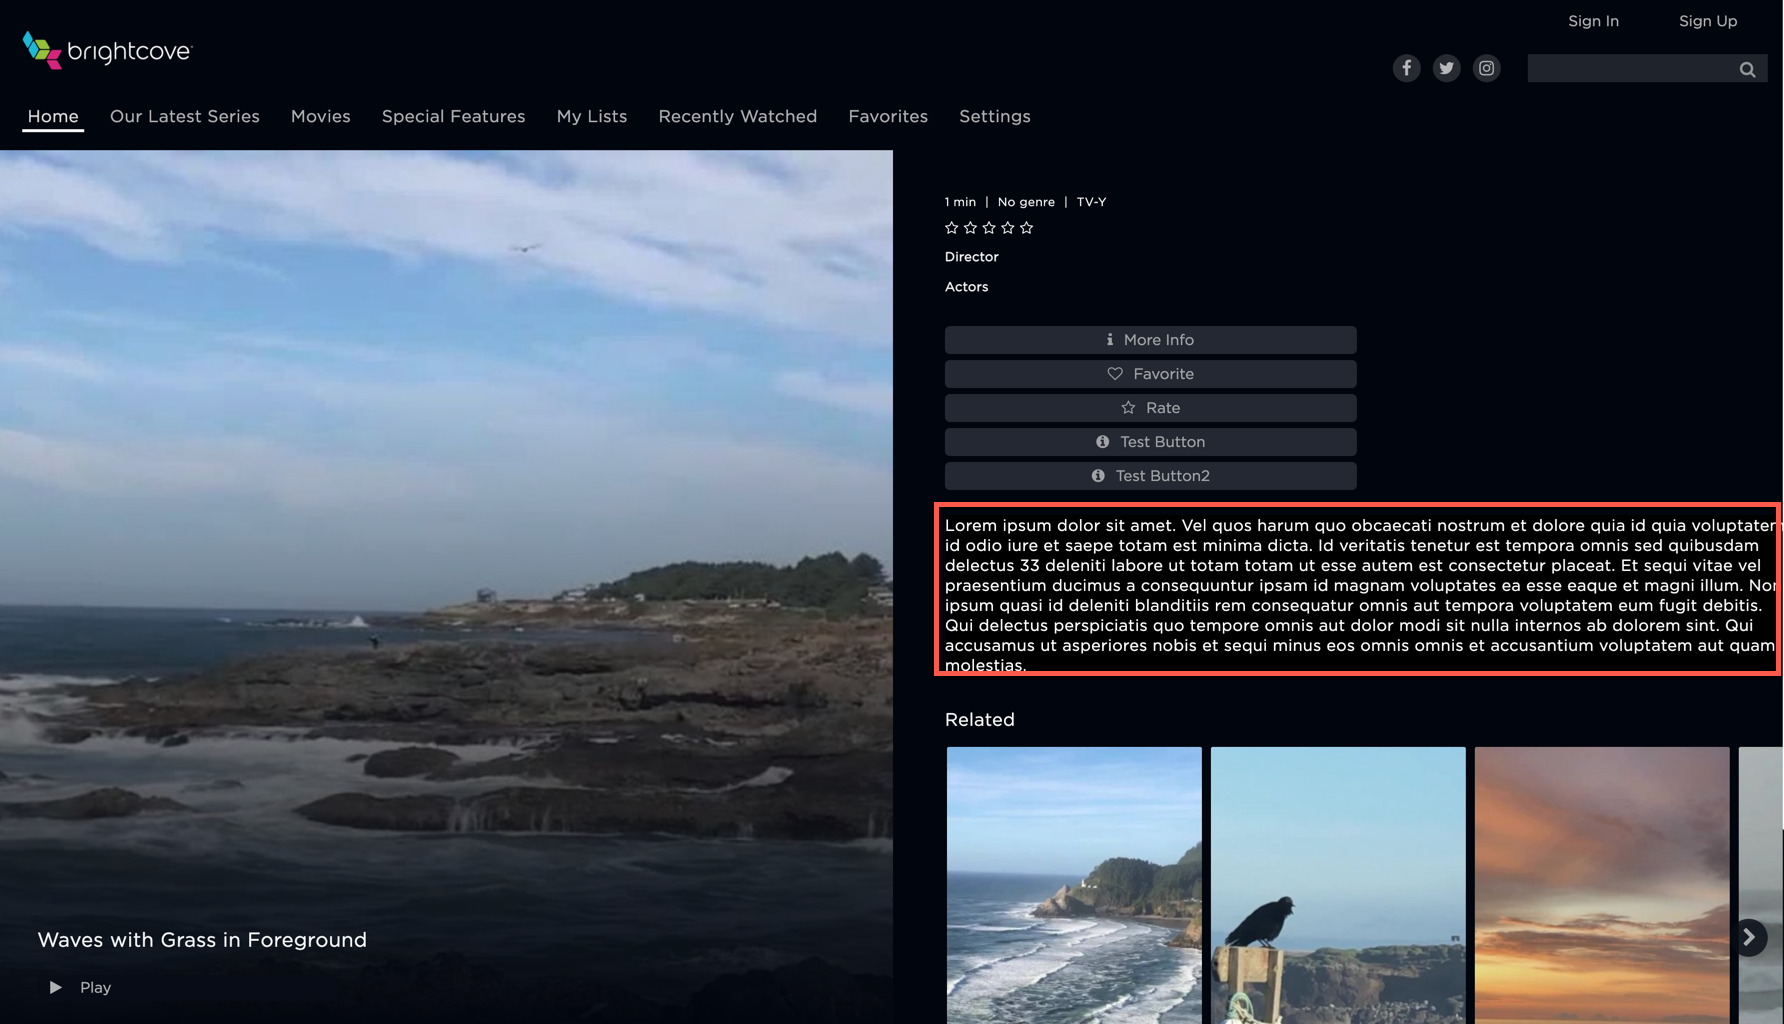 Sign In Sign Up
brightcove
Home Our Latest Series Movies Special Features My Lists Recently Watched Favorites Settings
1 min | No genre | TV-Y
Director
Actors
More Info
Favorite
Rate
Test Button
Test Button2
Lorem ipsum dolor sit amet. Vel quos harum quo obcaecati nostrum et dolore quia id quia voluptatem
id odio iure et saepe totam est minima dicta. Id veritatis tenetur est tempora omnis sed quibusdam
delectus 33 deleniti labore ut totam totam ut esse autem est consectetur placeat. Et sequi vitae vel
praesentium ducimus a consequuntur ipsam id magnam voluptates ea esse eaque et magni illum. Non
ipsum quasi id deleniti blanditiis rem consequatur omnis aut tempora voluptatem eum fugit debitis.
Qui delectus perspiciatis quo tempore omnis aut dolor modi sit nulla internos ab dolorem sint. Qui
accusamus ut asperiores nobis et sequi minus eos omnis omnis et accusantium voluptatem aut quam
molestias.
Related
Waves with Grass in Foreground
Play